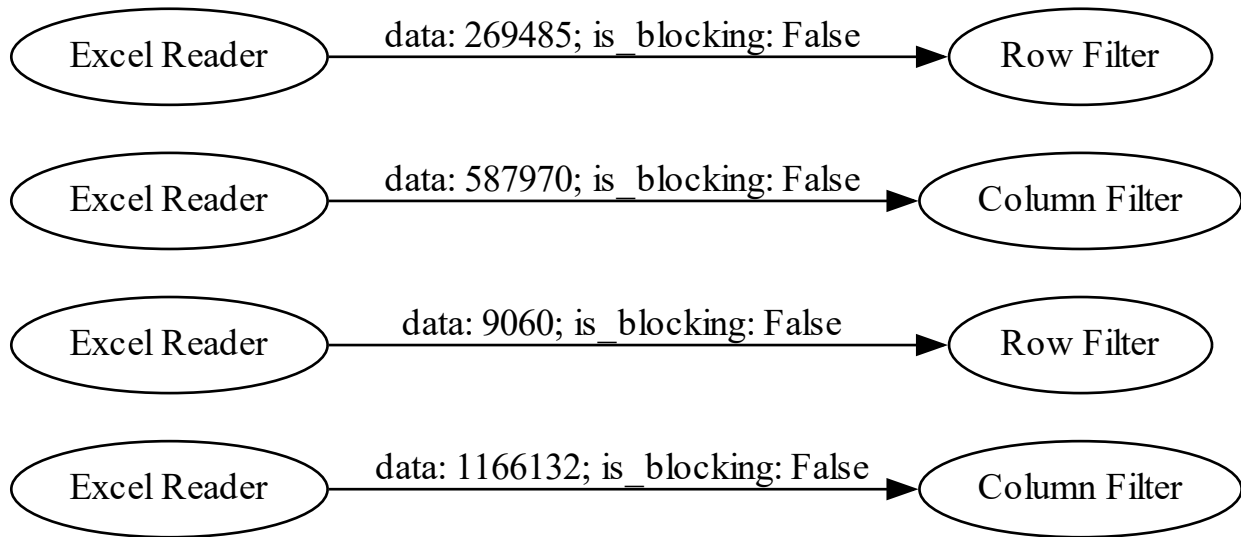 Excel Reader data: 269485; is_blocking: False Row Filter
Excel Reader data: 587970; is_blocking: False Column Filter
Excel Reader data: 9060; is_blocking: False Row Filter
Excel Reader data: 1166132; is_blocking: False Column Filter